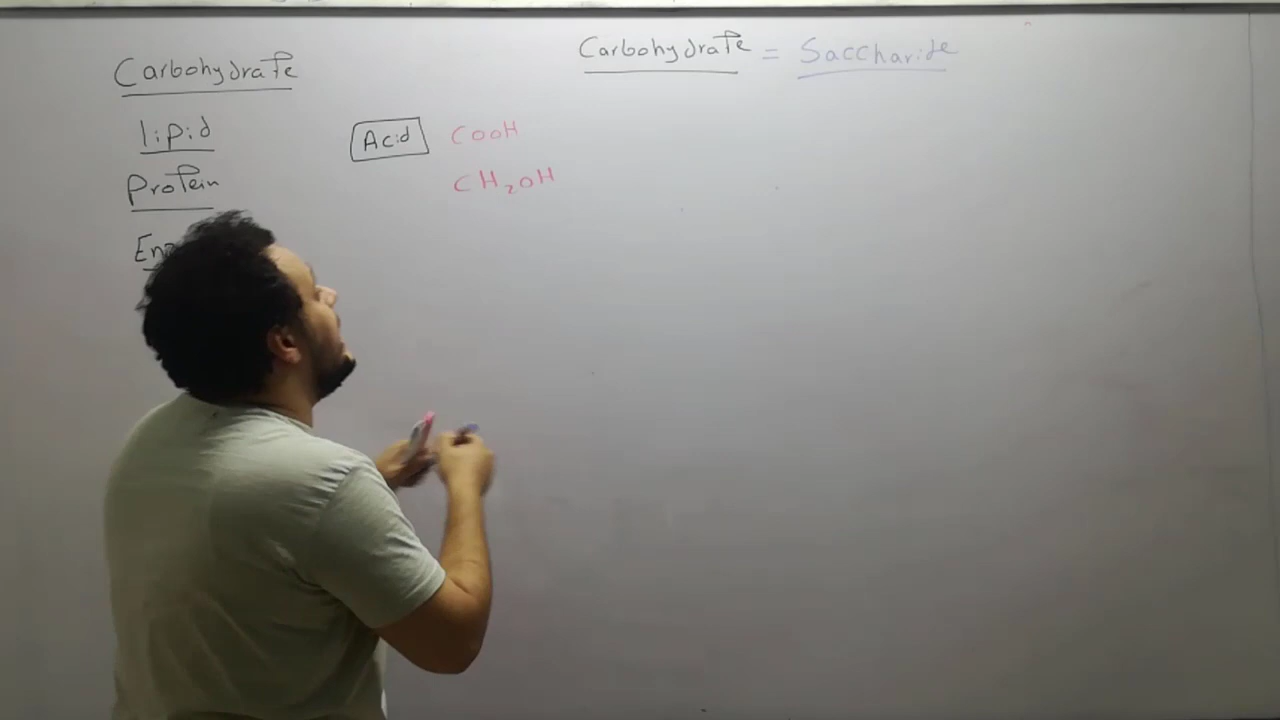 Carbohydrate
lipid
Protein
Acid COOH
CH2OH
Carbohydrate = Saccharide